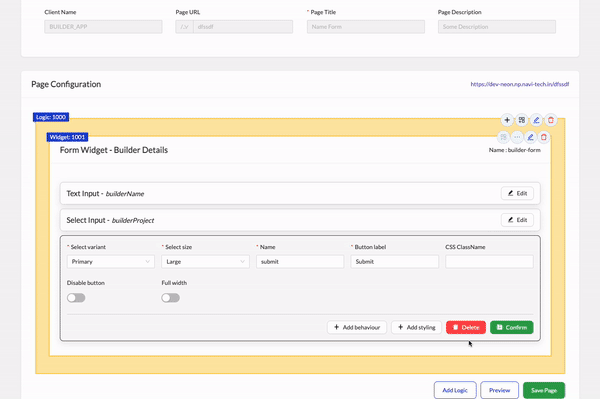 Client Name
Page URL
* Page Title
Page Description
BUILDER_APP
dfssdf
Name Form
Some Description
Page Configuration
https://dev-neon.np.navi-tech.in/dfssdf
Logic: 1000
Widget: 1001
Form Widget - Builder Details
Name : builder-form
Text Input - builderName
Edit
Select Input - builderProject
Edit
* Select variant
* Select size
* Name
* Button label
CSS ClassName
Primary
Large
submit
Submit
Disable button
Full width
+ Add behaviour
+ Add styling
Delete
Confirm
Add Logic
Preview
Save Page